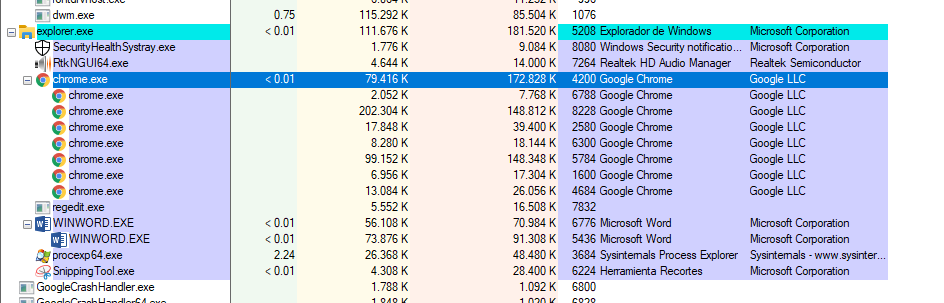 dwm.exe 0.75 115.292 K 85.504 K 1076
explorer.exe < 0.01 111.676 K 181.520 K 5208 Explorador de Windows Microsoft Corporation
SecurityHealthSystray.exe 1.776 K 9.084 K 8080 Windows Security notificatio... Microsoft Corporation
RtkNGUI64.exe 4.644 K 14.000 K 7264 Realtek HD Audio Manager Realtek Semiconductor
chrome.exe < 0.01 79.416 K 172.828 K 4200 Google Chrome Google LLC
chrome.exe 2.052 K 7.768 K 6788 Google Chrome Google LLC
chrome.exe 202.304 K 148.812 K 8228 Google Chrome Google LLC
chrome.exe 17.848 K 39.400 K 2580 Google Chrome Google LLC
chrome.exe 8.280 K 18.144 K 6300 Google Chrome Google LLC
chrome.exe 99.152 K 148.348 K 5784 Google Chrome Google LLC
chrome.exe 6.956 K 17.304 K 1600 Google Chrome Google LLC
chrome.exe 13.084 K 26.056 K 4684 Google Chrome Google LLC
regedit.exe 5.552 K 16.508 K 7832
WINWORD.EXE < 0.01 56.108 K 70.984 K 6776 Microsoft Word Microsoft Corporation
WINWORD.EXE < 0.01 73.876 K 91.308 K 5436 Microsoft Word Microsoft Corporation
procexp64.exe 2.24 26.368 K 48.480 K 3684 Sysinternals Process Explorer Sysinternals - www.sysinter...
SnippingTool.exe < 0.01 4.308 K 28.400 K 6224 Herramienta Recortes Microsoft Corporation
GoogleCrashHandler.exe 1.788 K 1.092 K 6800
GoogleCrashHandler64.exe 1.848 K 1.020 K 6828